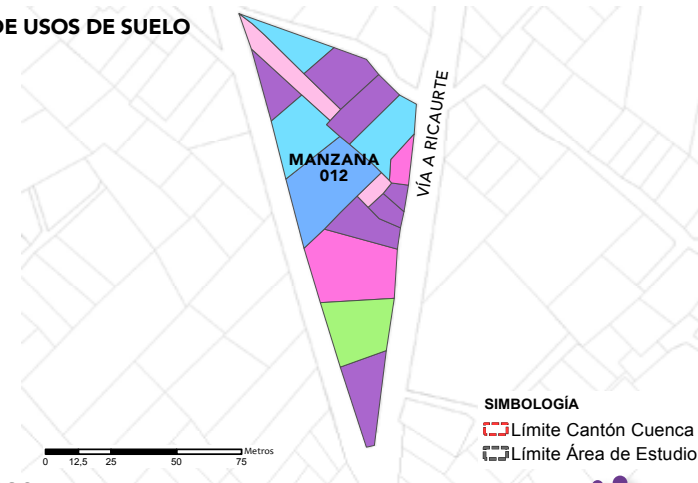 DE USOS DE SUELO
VÍA A RICAURTE
MANZANA
012
SIMBOLOGÍA
Límite Cantón Cuenca
Límite Área de Estudio
Metros
0 12,5 25 50 75